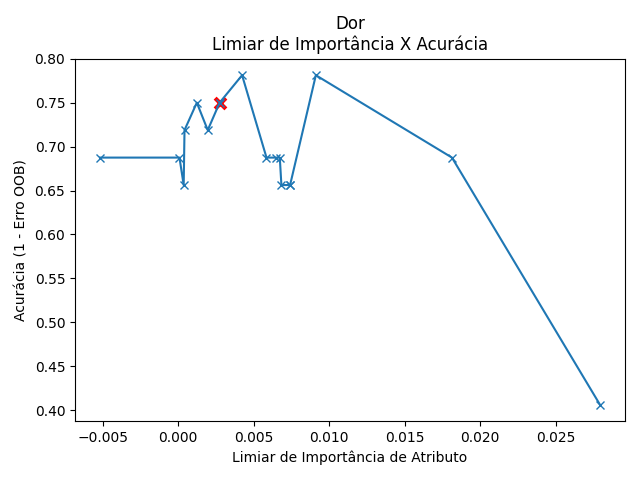 Dor
Limiar de Importância X Acurácia
0.80
0.75
0.70
0.65
0.60
0.55
0.50
0.45
0.40
Acurácia (1 - Erro OOB)
−0.005 0.000 0.005 0.010 0.015 0.020 0.025
Limiar de Importância de Atributo